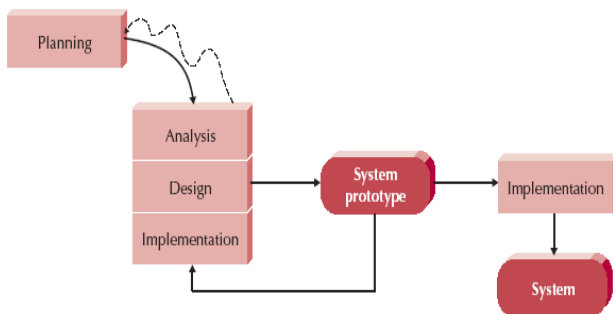 Planning
Analysis
Design
Implementation
System
prototype
Implementation
System